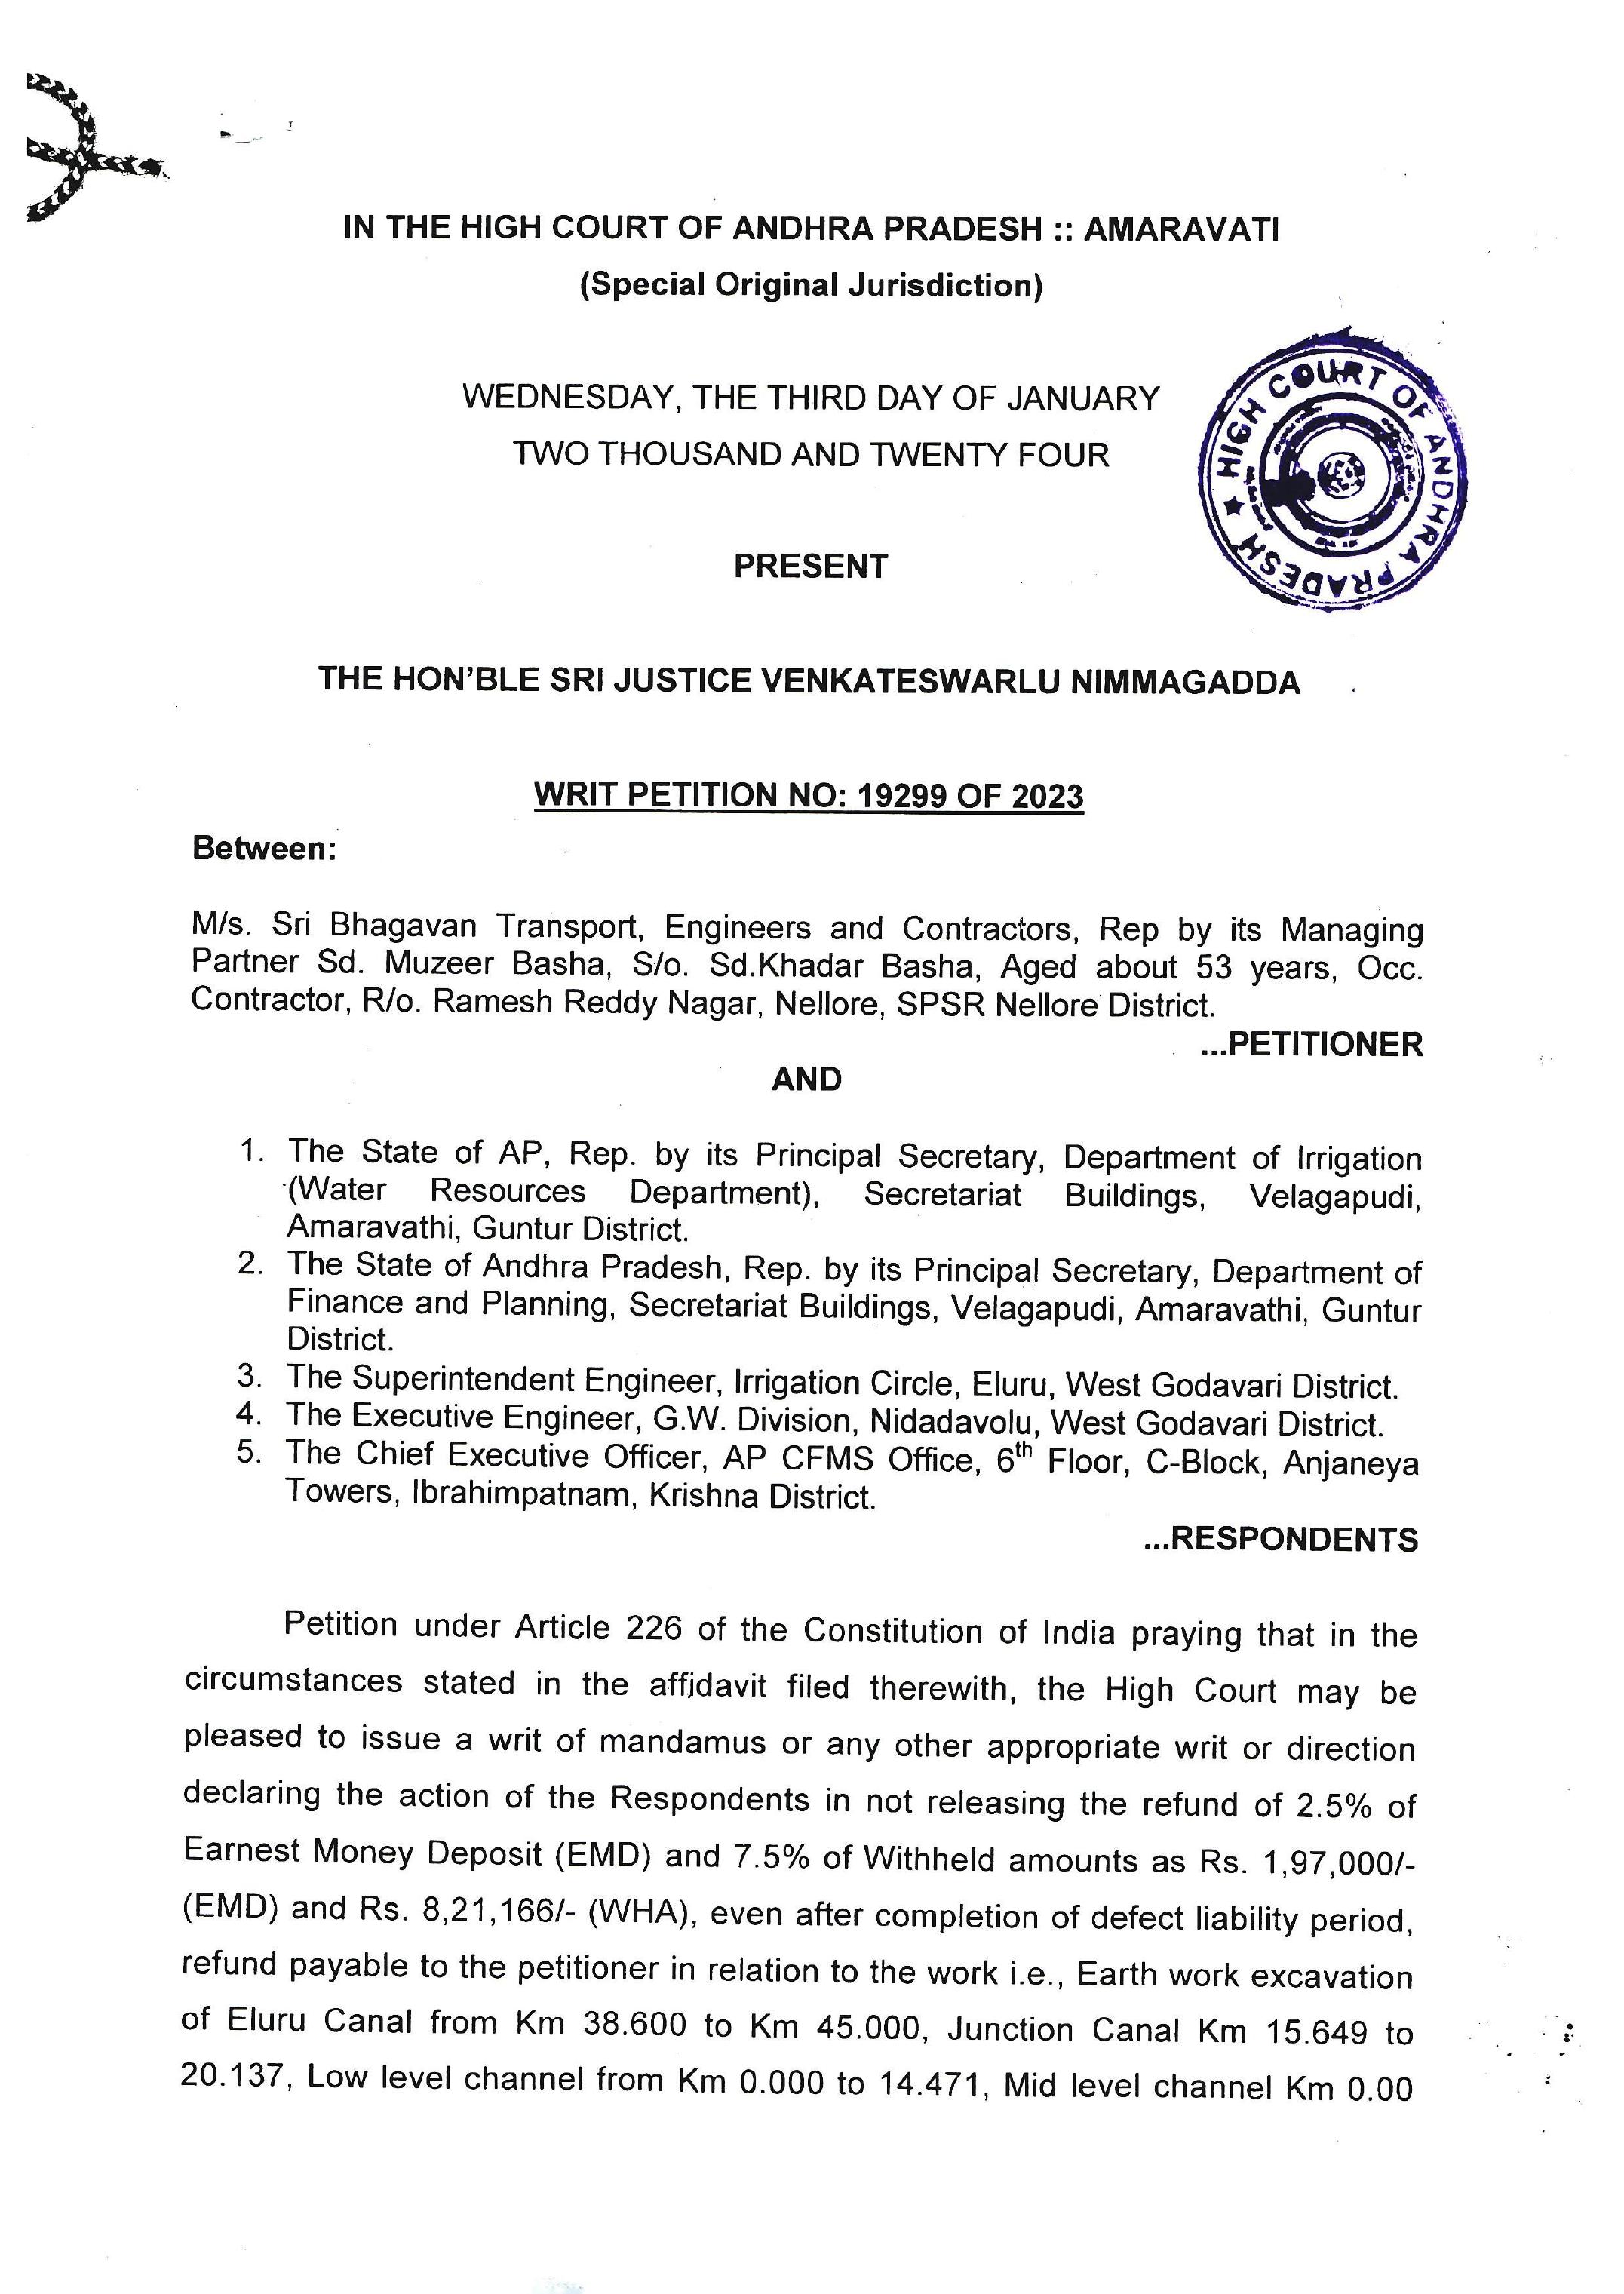 IN THE HIGH COURT OF ANDHRA PRADESH :: AMARAVATI
(Special Original Jurisdiction)
WEDNESDAY, THE THIRD DAY OF JANUARY
TWO THOUSAND AND TWENTY FOUR
HIGH COURT OF ANDHRA PRADESH ★
PRESENT
THE HON'BLE SRI JUSTICE VENKATESWARLU NIMMAGADDA
WRIT PETITION NO: 19299 OF 2023
Between:
M/s. Sri Bhagavan Transport, Engineers and Contractors, Rep by its Managing
Partner Sd. Muzeer Basha, S/o. Sd.Khadar Basha, Aged about 53 years, Occ.
Contractor, R/o. Ramesh Reddy Nagar, Nellore, SPSR Nellore District.
...PETITIONER
AND
1. The State of AP, Rep. by its Principal Secretary, Department of Irrigation
(Water Resources Department), Secretariat Buildings, Velagapudi,
Amaravathi, Guntur District.
2. The State of Andhra Pradesh, Rep. by its Principal Secretary, Department of
Finance and Planning, Secretariat Buildings, Velagapudi, Amaravathi, Guntur
District.
3. The Superintendent Engineer, Irrigation Circle, Eluru, West Godavari District.
4. The Executive Engineer, G.W. Division, Nidadavolu, West Godavari District.
5. The Chief Executive Officer, AP CFMS Office, 6th Floor, C-Block, Anjaneya
Towers, Ibrahimpatnam, Krishna District.
...RESPONDENTS
Petition under Article 226 of the Constitution of India praying that in the
circumstances stated in the affidavit filed therewith, the High Court may be
pleased to issue a writ of mandamus or any other appropriate writ or direction
declaring the action of the Respondents in not releasing the refund of 2.5% of
Earnest Money Deposit (EMD) and 7.5% of Withheld amounts as Rs. 1,97,000/-
(EMD) and Rs. 8,21,166/- (WHA), even after completion of defect liability period,
refund payable to the petitioner in relation to the work i.e., Earth work excavation
of Eluru Canal from Km 38.600 to Km 45.000, Junction Canal Km 15.649 to
20.137, Low level channel from Km 0.000 to 14.471, Mid level channel Km 0.00